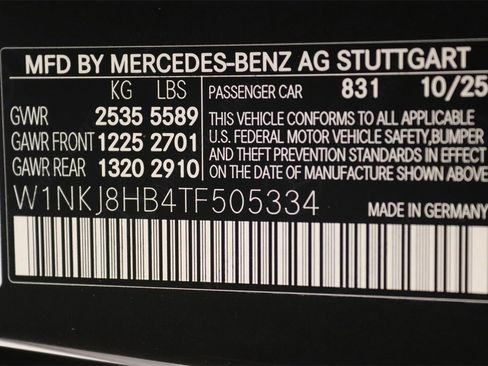 MFD BY MERCEDES-BENZ AG STUTTGART
KG LBS PASSENGER CAR 831 10/25
GVWR 2535 5589
GAWR FRONT 1225 2701
GAWR REAR 1320 2910
THIS VEHICLE CONFORMS TO ALL APPLICABLE
U.S. FEDERAL MOTOR VEHICLE SAFETY, BUMPER
AND THEFT PREVENTION STANDARDS IN EFFECT
ON THE DATE OF MANUFACTURE SHOWN ABOVE
W1NKJ8HB4TF505334 MADE IN GERMANY